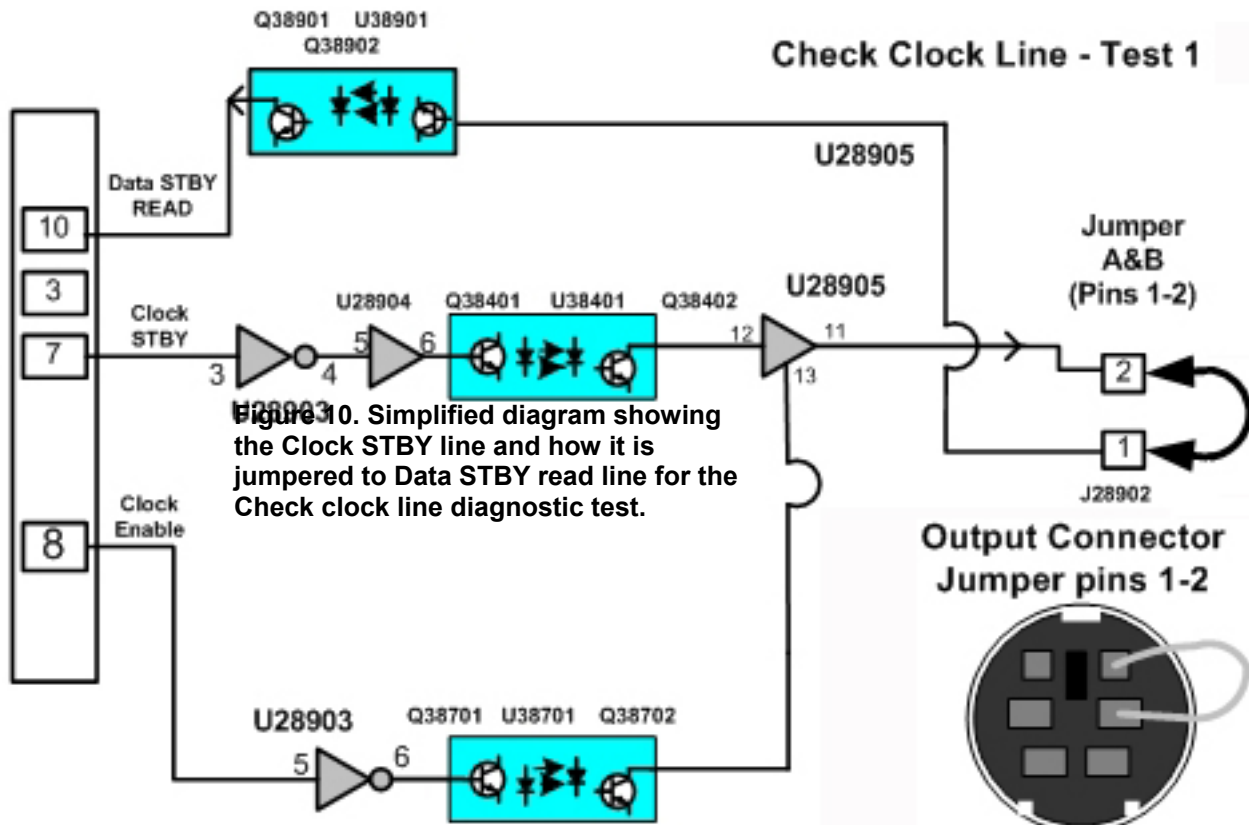 Q38901 U38901
Q38902
Check Clock Line - Test 1
U28905
Data STBY
READ
10
3
7
8
Jumper
A&B
(Pins 1-2)
Clock
STBY
3
4
U28903
U28904
5
6
Q38401 U38401 Q38402
U28905
12
11
13
2
1
J28902
Figure 10. Simplified diagram showing
the Clock STBY line and how it is
jumpered to Data STBY read line for the
Check clock line diagnostic test.
Clock
Enable
Output Connector
Jumper pins 1-2
U28903
5
6
Q38701 U38701 Q38702